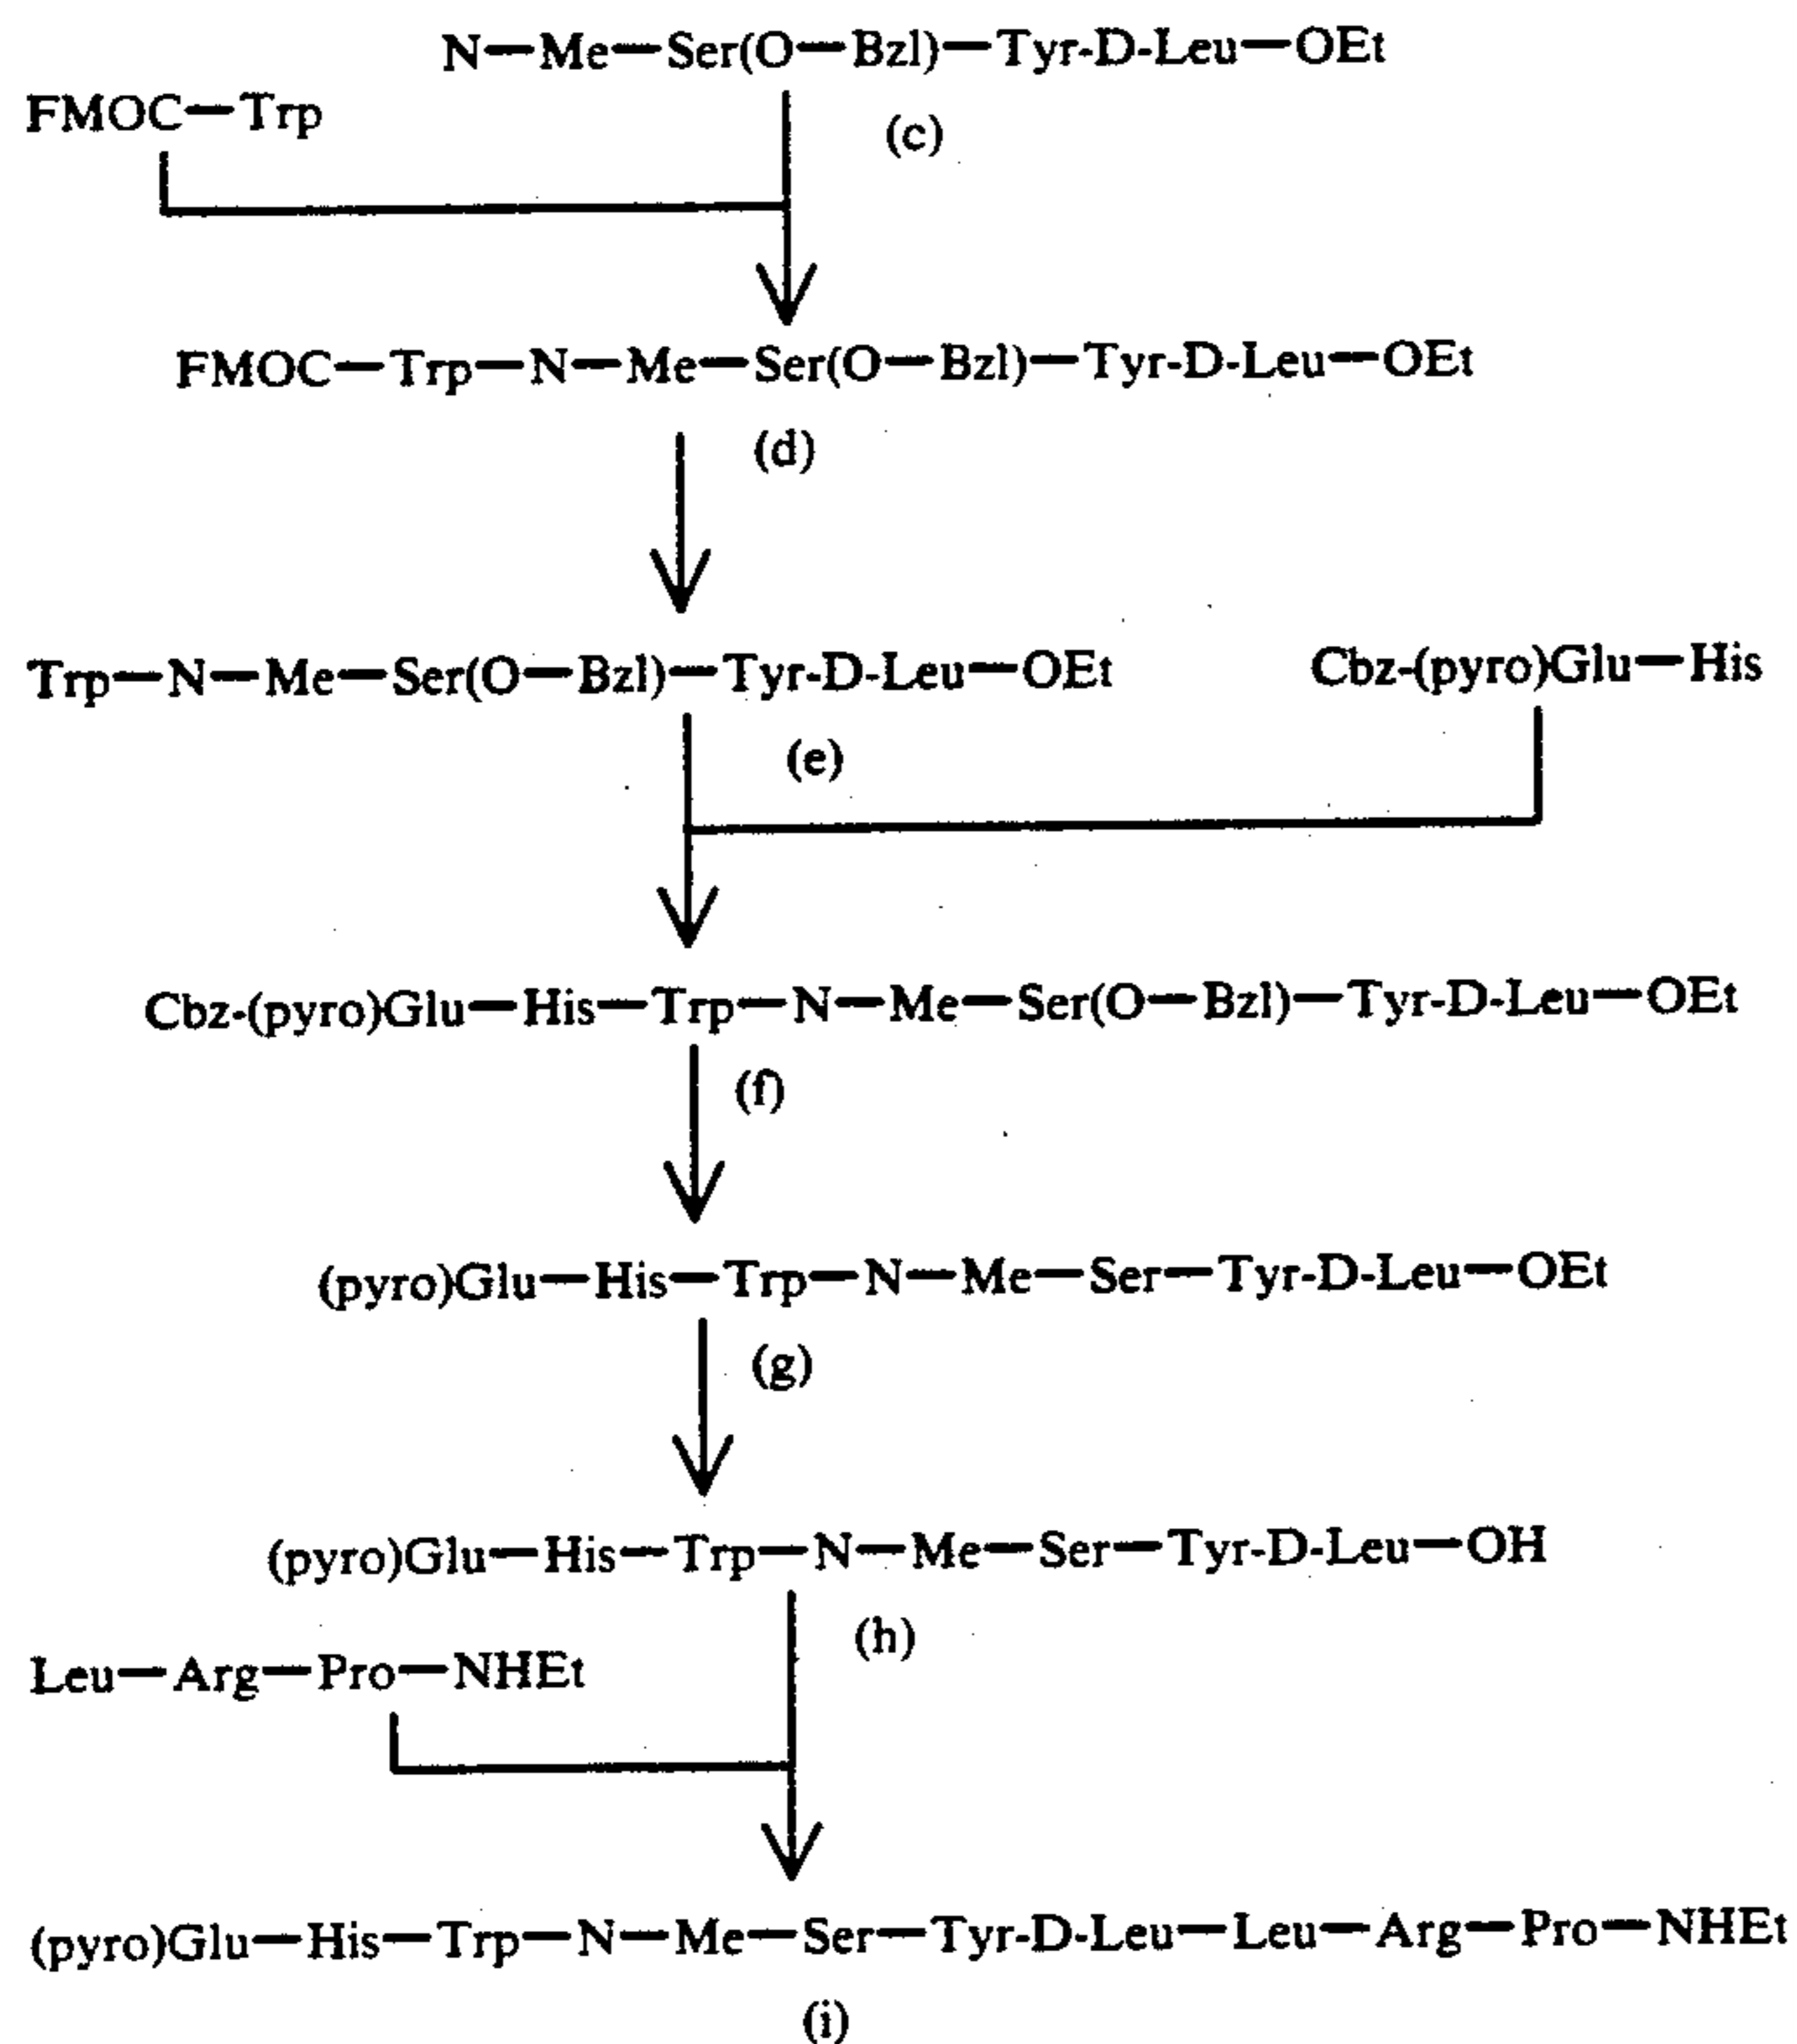 N—Me—Ser(O—Bzl)—Tyr-D-Leu—OEt
FMOC—Trp
(c)
FMOC—Trp—N—Me—Ser(O—Bzl)—Tyr-D-Leu—OEt
(d)
Trp—N—Me—Ser(O—Bzl)—Tyr-D-Leu—OEt
Cbz-(pyro)Glu—His
(e)
Cbz-(pyro)Glu—His—Trp—N—Me—Ser(O—Bzl)—Tyr-D-Leu—OEt
(f)
(pyro)Glu—His—Trp—N—Me—Ser—Tyr-D-Leu—OEt
(g)
(pyro)Glu—His—Trp—N—Me—Ser—Tyr-D-Leu—OH
(h)
Leu—Arg—Pro—NHEt
(pyro)Glu—His—Trp—N—Me—Ser—Tyr-D-Leu—Leu—Arg—Pro—NHEt
(i)